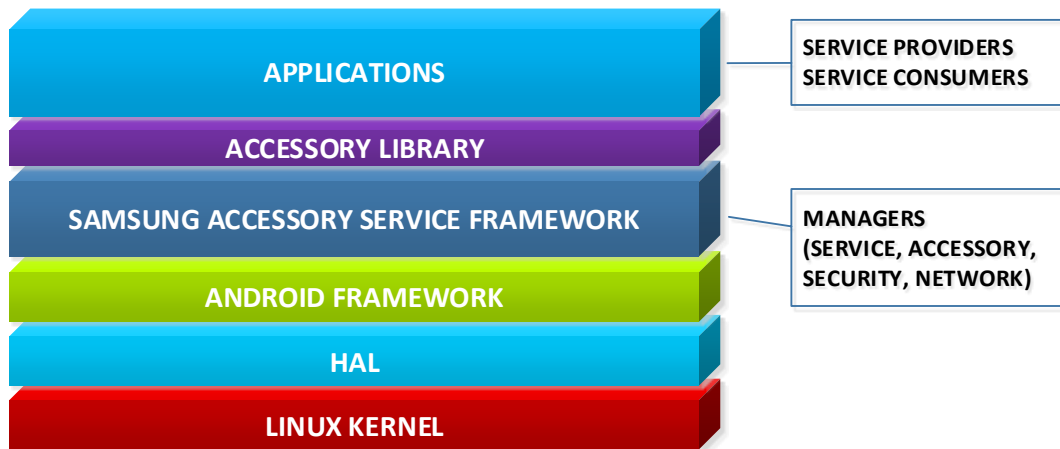 APPLICATIONS
SERVICE PROVIDERS
SERVICE CONSUMERS
ACCESSORY LIBRARY
SAMSUNG ACCESSORY SERVICE FRAMEWORK
MANAGERS
(SERVICE, ACCESSORY,
SECURITY, NETWORK)
ANDROID FRAMEWORK
HAL
LINUX KERNEL